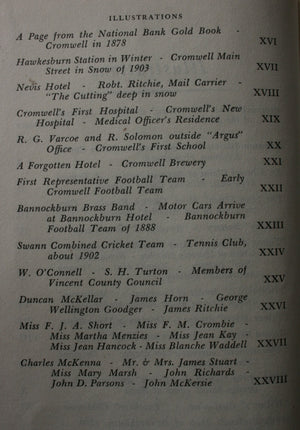 ILLUSTRATIONS
A Page from the National Bank Gold Book -
Cromwell in 1878 XVI
Hawkesburn Station in Winter - Cromwell Main
Street in Snow of 1903 XVII
Nevis Hotel - Robt. Ritchie, Mail Carrier -
"The Cutting" deep in snow XVIII
Cromwell's First Hospital - Cromwell's New
Hospital - Medical Officer's Residence XIX
R. G. Varcoe and R. Solomon outside "Argus"
Office - Cromwell's First School XX
A Forgotten Hotel - Cromwell Brewery XXI
First Representative Football Team - Early
Cromwell Football Team XXII
Bannockburn Brass Band - Motor Cars Arrive
at Bannockburn Hotel - Bannockburn
Football Team of 1888 XXIII
Swann Combined Cricket Team - Tennis Club,
about 1902 XXIV
W. O'Connell - S. H. Turton - Members of
Vincent County Council XXV
Duncan McKellar - James Horn - George
Wellington Goodger - James Ritchie XXVI
Miss F. J. A. Short - Miss F. M. Crombie -
Miss Martha Menzies - Miss Jean Kay -
Miss Jean Hancock - Miss Blanche Waddell XXVII
Charles McKenna - Mr. & Mrs. James Stuart -
Miss Mary Marsh - John Richards -
John D. Parsons - John McKersie XXVIII